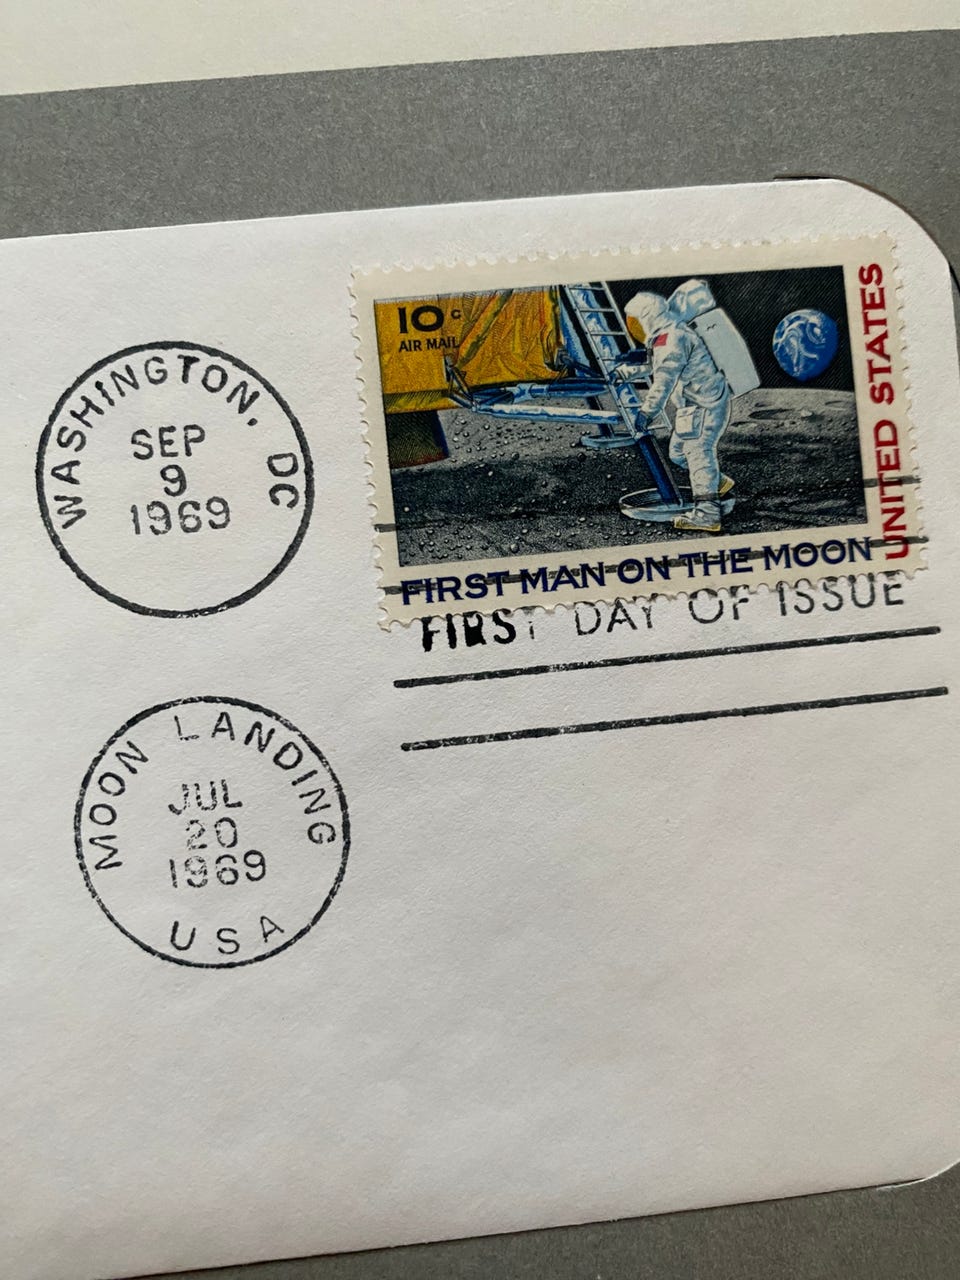 10c
AIR MAIL
UNITED STATES
FIRST MAN ON THE MOON
FIRST DAY OF ISSUE
WASHINGTON, DC
SEP
9
1969
MOON LANDING
JUL
20
1969
USA